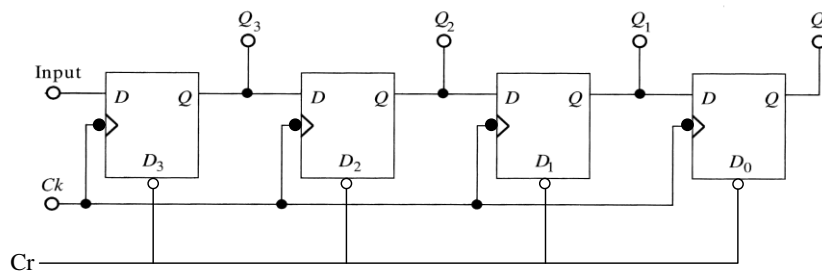 Q3 Q2 Q1 Q
Input
D Q D Q D Q D Q
D3 D2 D1 D0
Ck
Cr